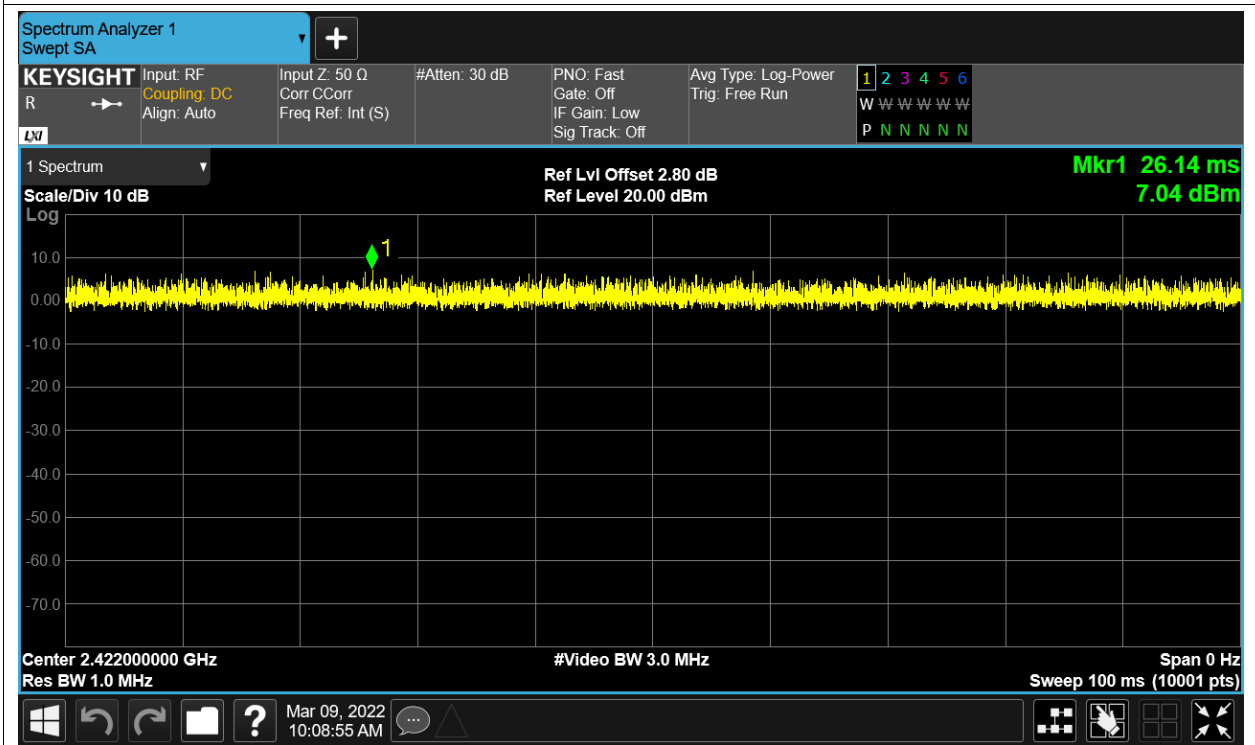 Spectrum Analyzer 1
Swept SA
KEYSIGHT Input: RF Input Z: 50 Ω #Atten: 30 dB PNO: Fast Avg Type: Log-Power 1 2 3 4 5 6
R Coupling: DC Corr CCorr Gate: Off Trig: Free Run W W W W W W
Align: Auto Freq Ref: Int (S) IF Gain: Low
LXI Sig Track: Off P N N N N N
1 Spectrum Ref Lvl Offset 2.80 dB Mkr1 26.14 ms
Scale/Div 10 dB Ref Level 20.00 dBm 7.04 dBm
Log
1
10.0
0.00
-10.0
-20.0
-30.0
-40.0
-50.0
-60.0
-70.0
Center 2.422000000 GHz #Video BW 3.0 MHz Span 0 Hz
Res BW 1.0 MHz Sweep 100 ms (10001 pts)
? Mar 09, 2022
10:08:55 AM